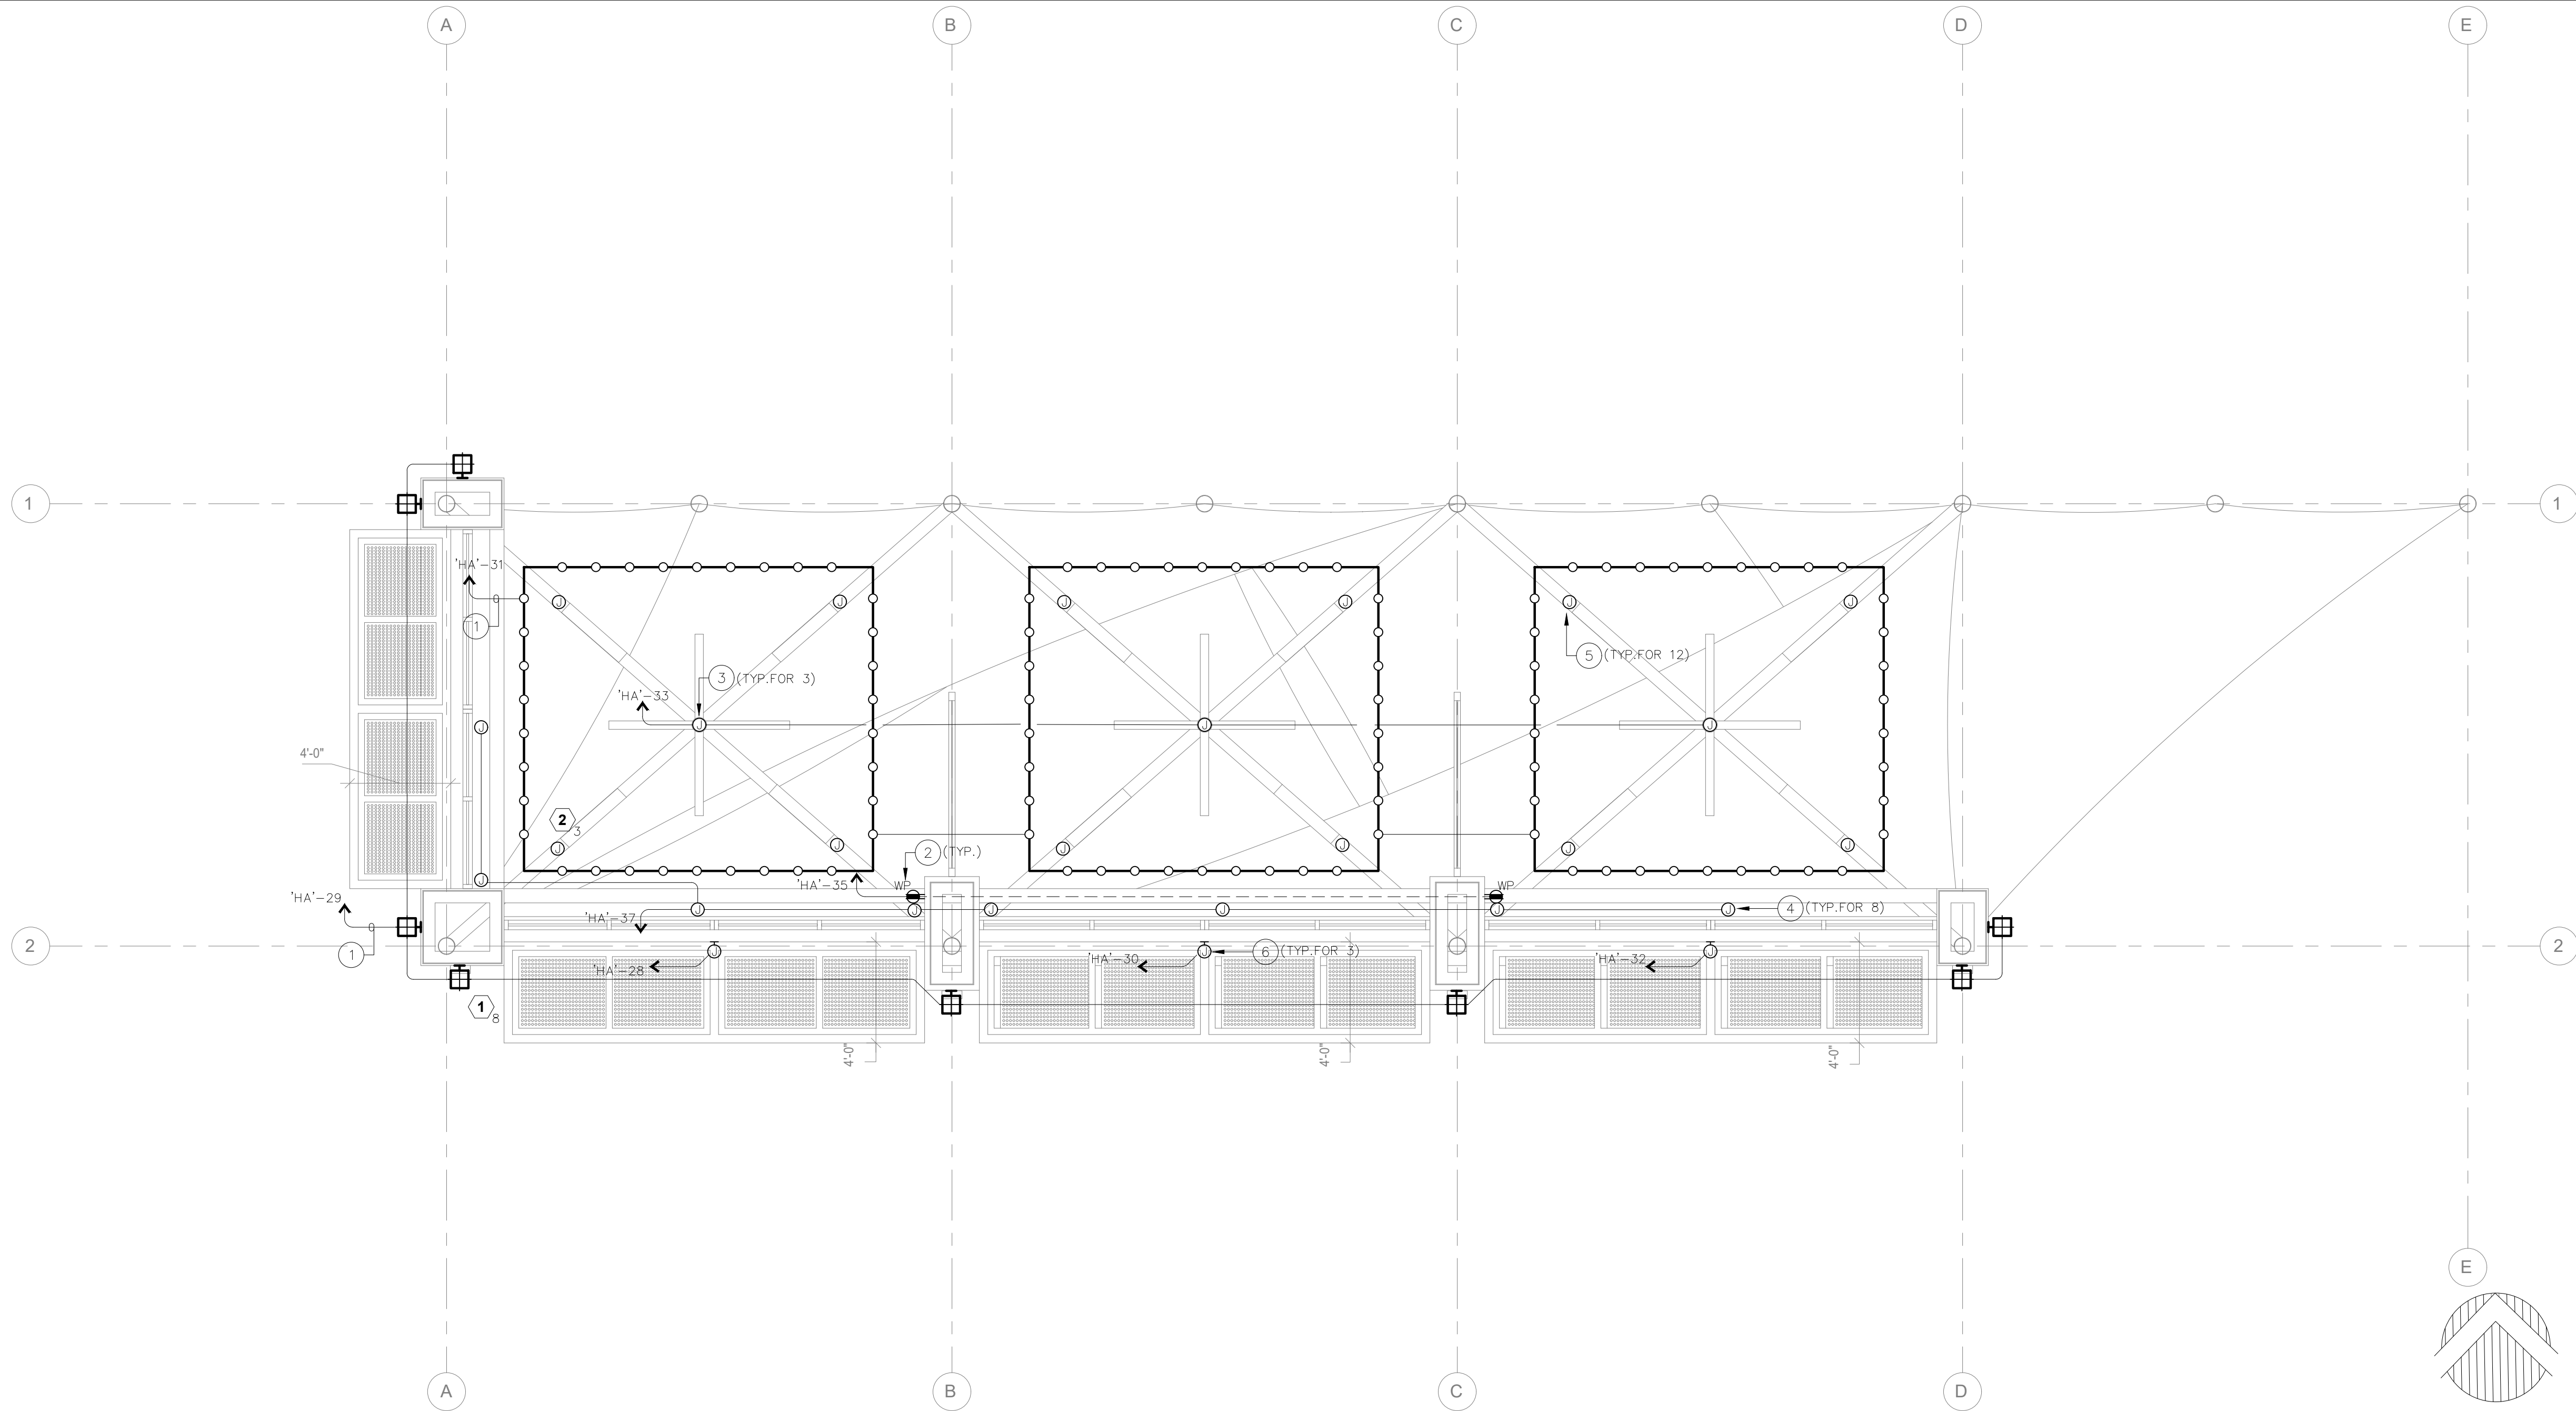 A B C D E
1 1
'HA'-31
1
5 (TYP.FOR 12)
3 (TYP.FOR 3)
'HA'-33
J J J J J J
J J J J
4'-0"
2
3
J J J J J J
2 (TYP.)
'HA'-35 WP WP
J
'HA'-29 'HA'-37 J J J J J J 4 (TYP.FOR 8)
2 2
1
'HA'-28 J 'HA'-30 J 6 (TYP.FOR 3) 'HA'-32 J
1
8
4'-0" 4'-0" 4'-0"
E
A B C D